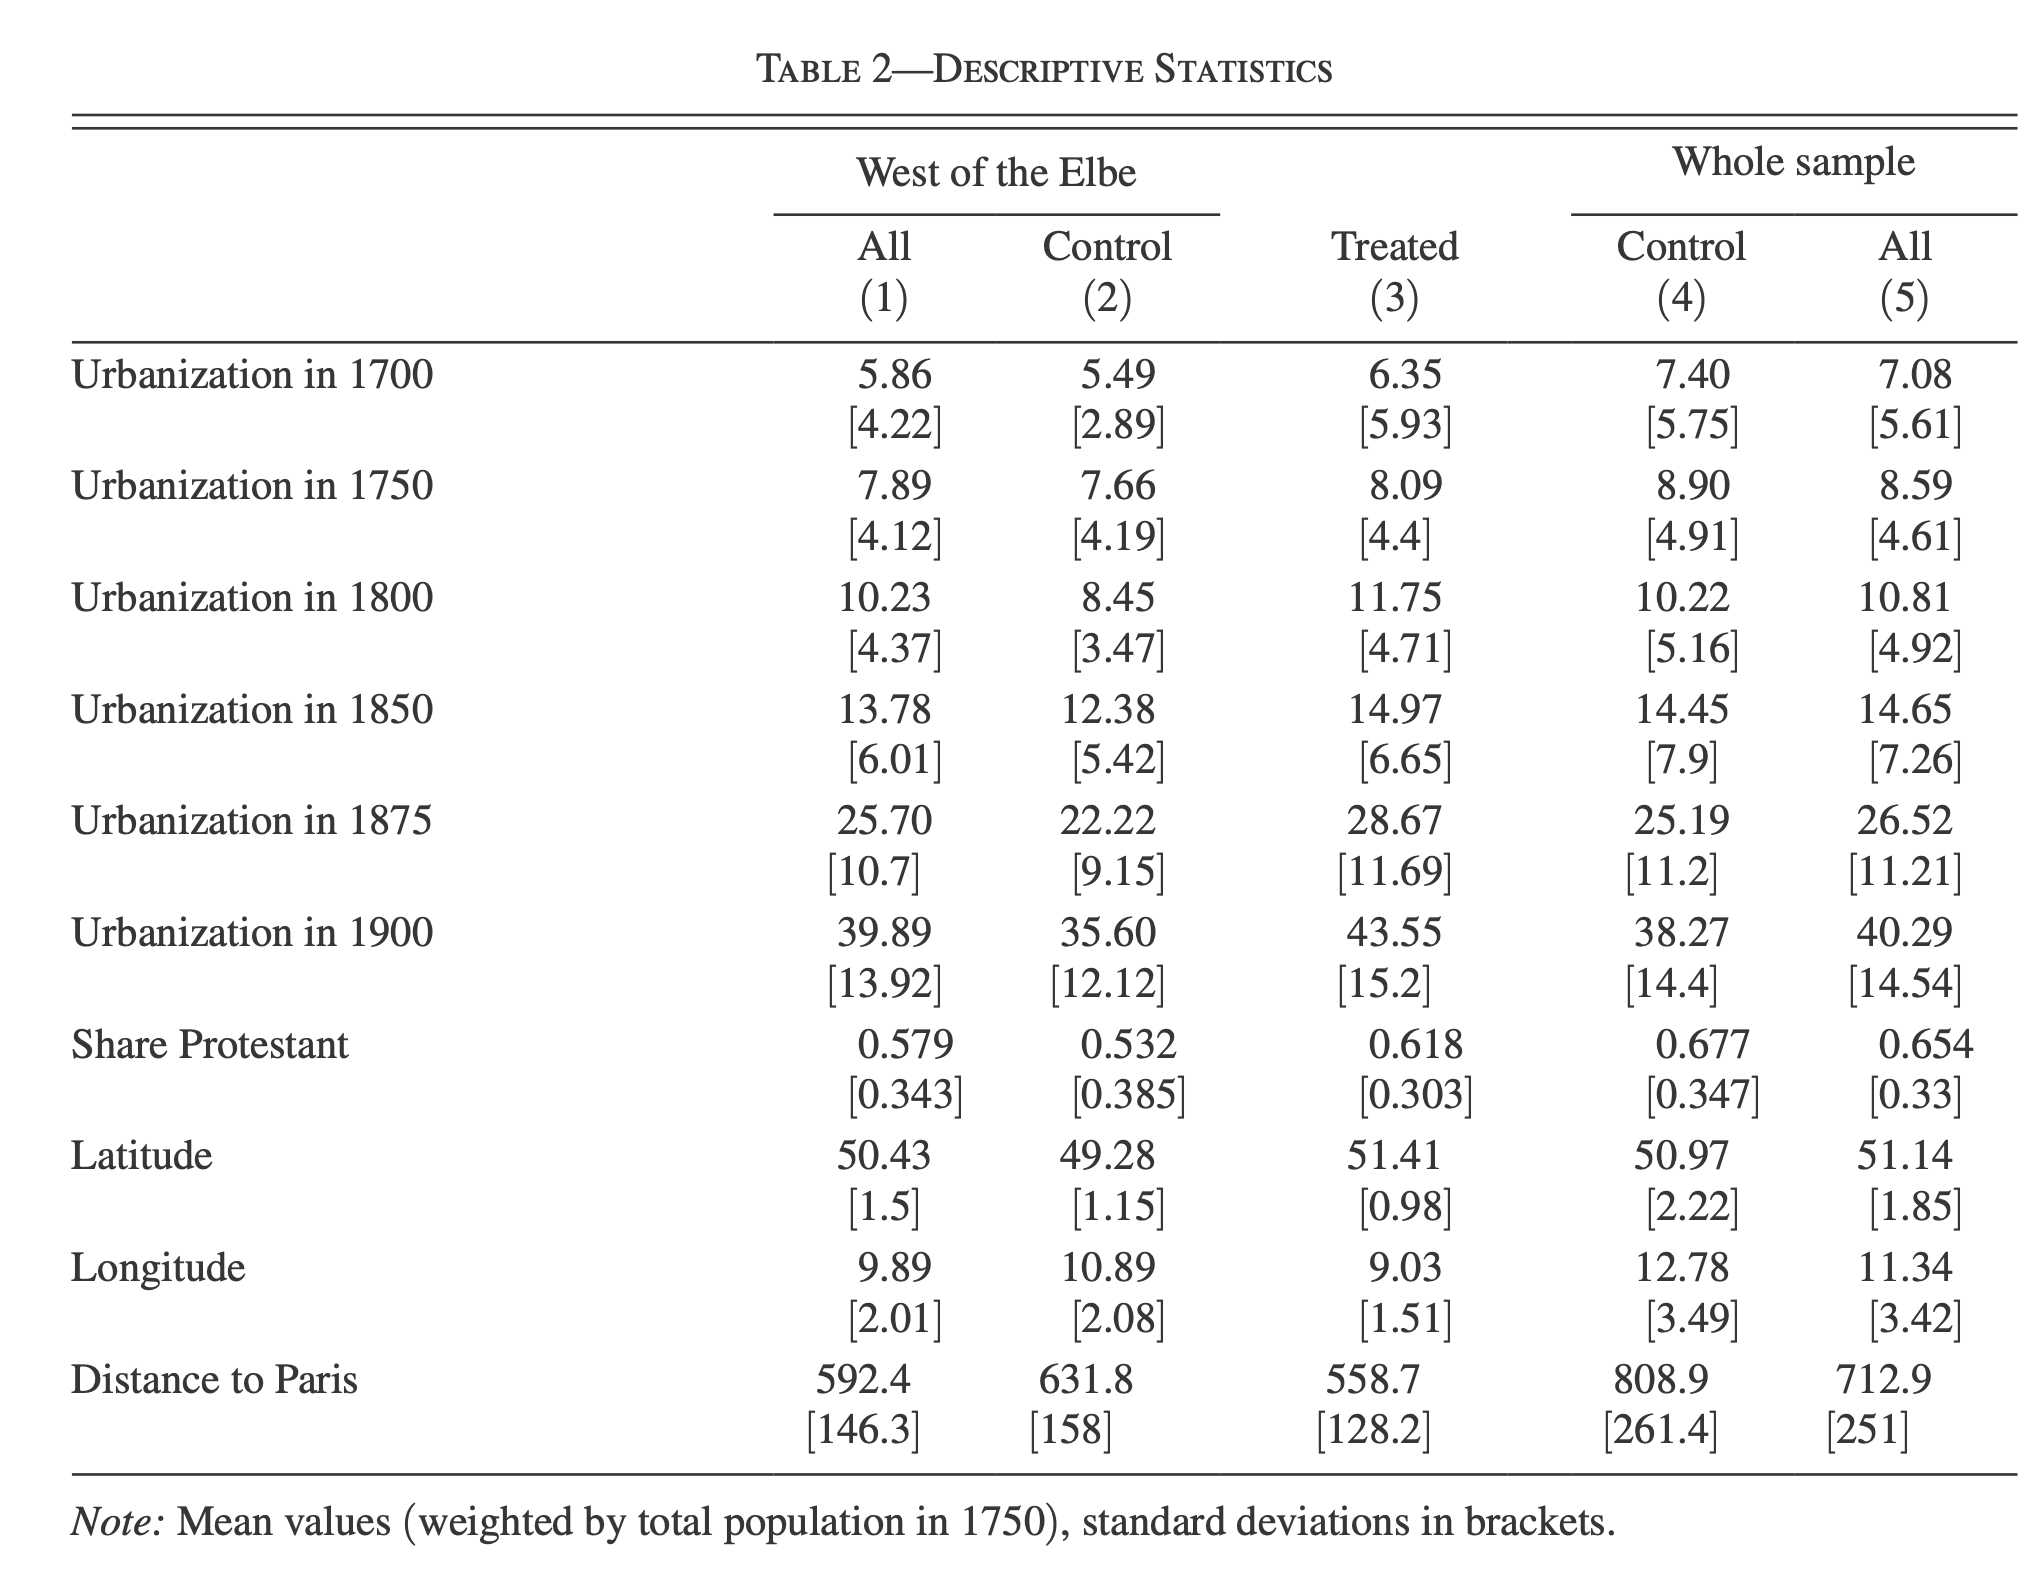 TABLE 2—DESCRIPTIVE STATISTICS
West of the Elbe Whole sample
All Control Treated Control All
(1) (2) (3) (4) (5)
Urbanization in 1700 5.86 5.49 6.35 7.40 7.08
[4.22] [2.89] [5.93] [5.75] [5.61]
Urbanization in 1750 7.89 7.66 8.09 8.90 8.59
[4.12] [4.19] [4.4] [4.91] [4.61]
Urbanization in 1800 10.23 8.45 11.75 10.22 10.81
[4.37] [3.47] [4.71] [5.16] [4.92]
Urbanization in 1850 13.78 12.38 14.97 14.45 14.65
[6.01] [5.42] [6.65] [7.9] [7.26]
Urbanization in 1875 25.70 22.22 28.67 25.19 26.52
[10.7] [9.15] [11.69] [11.2] [11.21]
Urbanization in 1900 39.89 35.60 43.55 38.27 40.29
[13.92] [12.12] [15.2] [14.4] [14.54]
Share Protestant 0.579 0.532 0.618 0.677 0.654
[0.343] [0.385] [0.303] [0.347] [0.33]
Latitude 50.43 49.28 51.41 50.97 51.14
[1.5] [1.15] [0.98] [2.22] [1.85]
Longitude 9.89 10.89 9.03 12.78 11.34
[2.01] [2.08] [1.51] [3.49] [3.42]
Distance to Paris 592.4 631.8 558.7 808.9 712.9
[146.3] [158] [128.2] [261.4] [251]
Note: Mean values (weighted by total population in 1750), standard deviations in brackets.